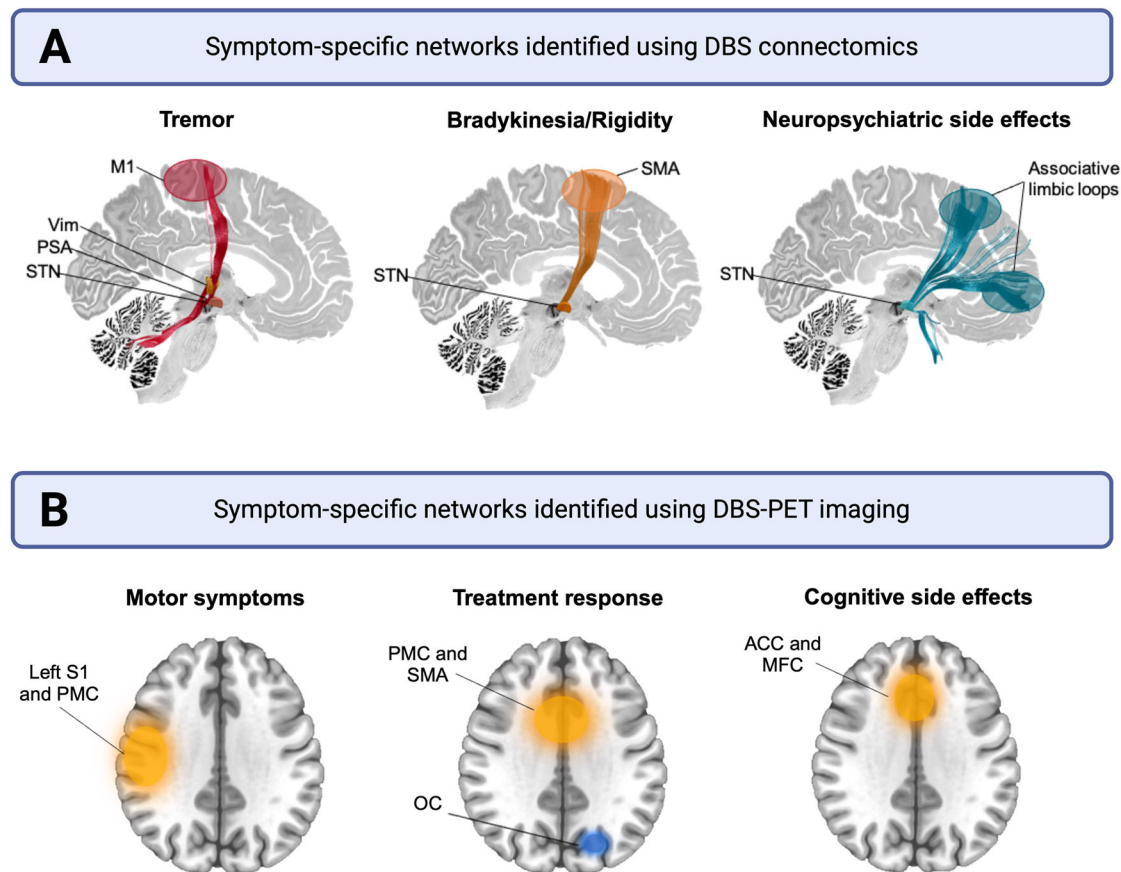 A
Symptom-specific networks identified using DBS connectomics
Tremor
M1
Vim
PSA
STN
Bradykinesia/Rigidity
SMA
STN
Neuropsychiatric side effects
Associative
limbic loops
STN
B
Symptom-specific networks identified using DBS-PET imaging
Motor symptoms
Left S1
and PMC
Treatment response
PMC and
SMA
OC
Cognitive side effects
ACC and
MFC